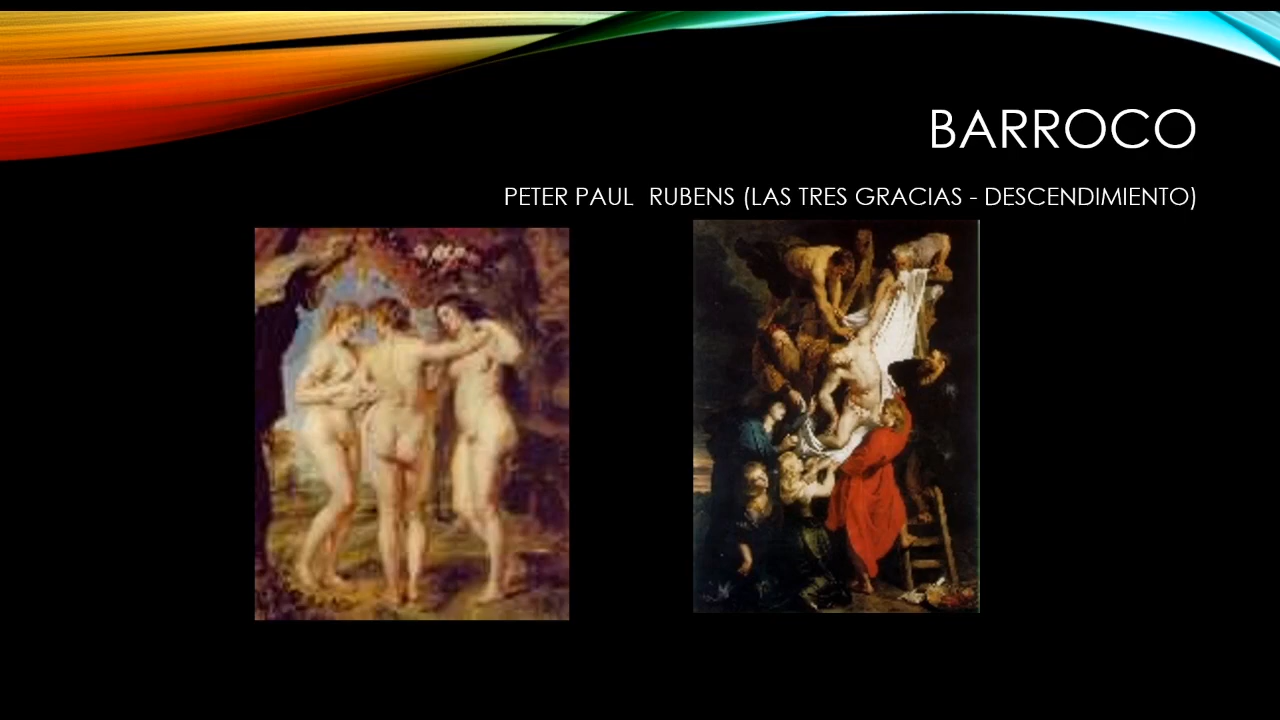 BARROCO
PETER PAUL  RUBENS (LAS TRES GRACIAS - DESCENDIMIENTO)